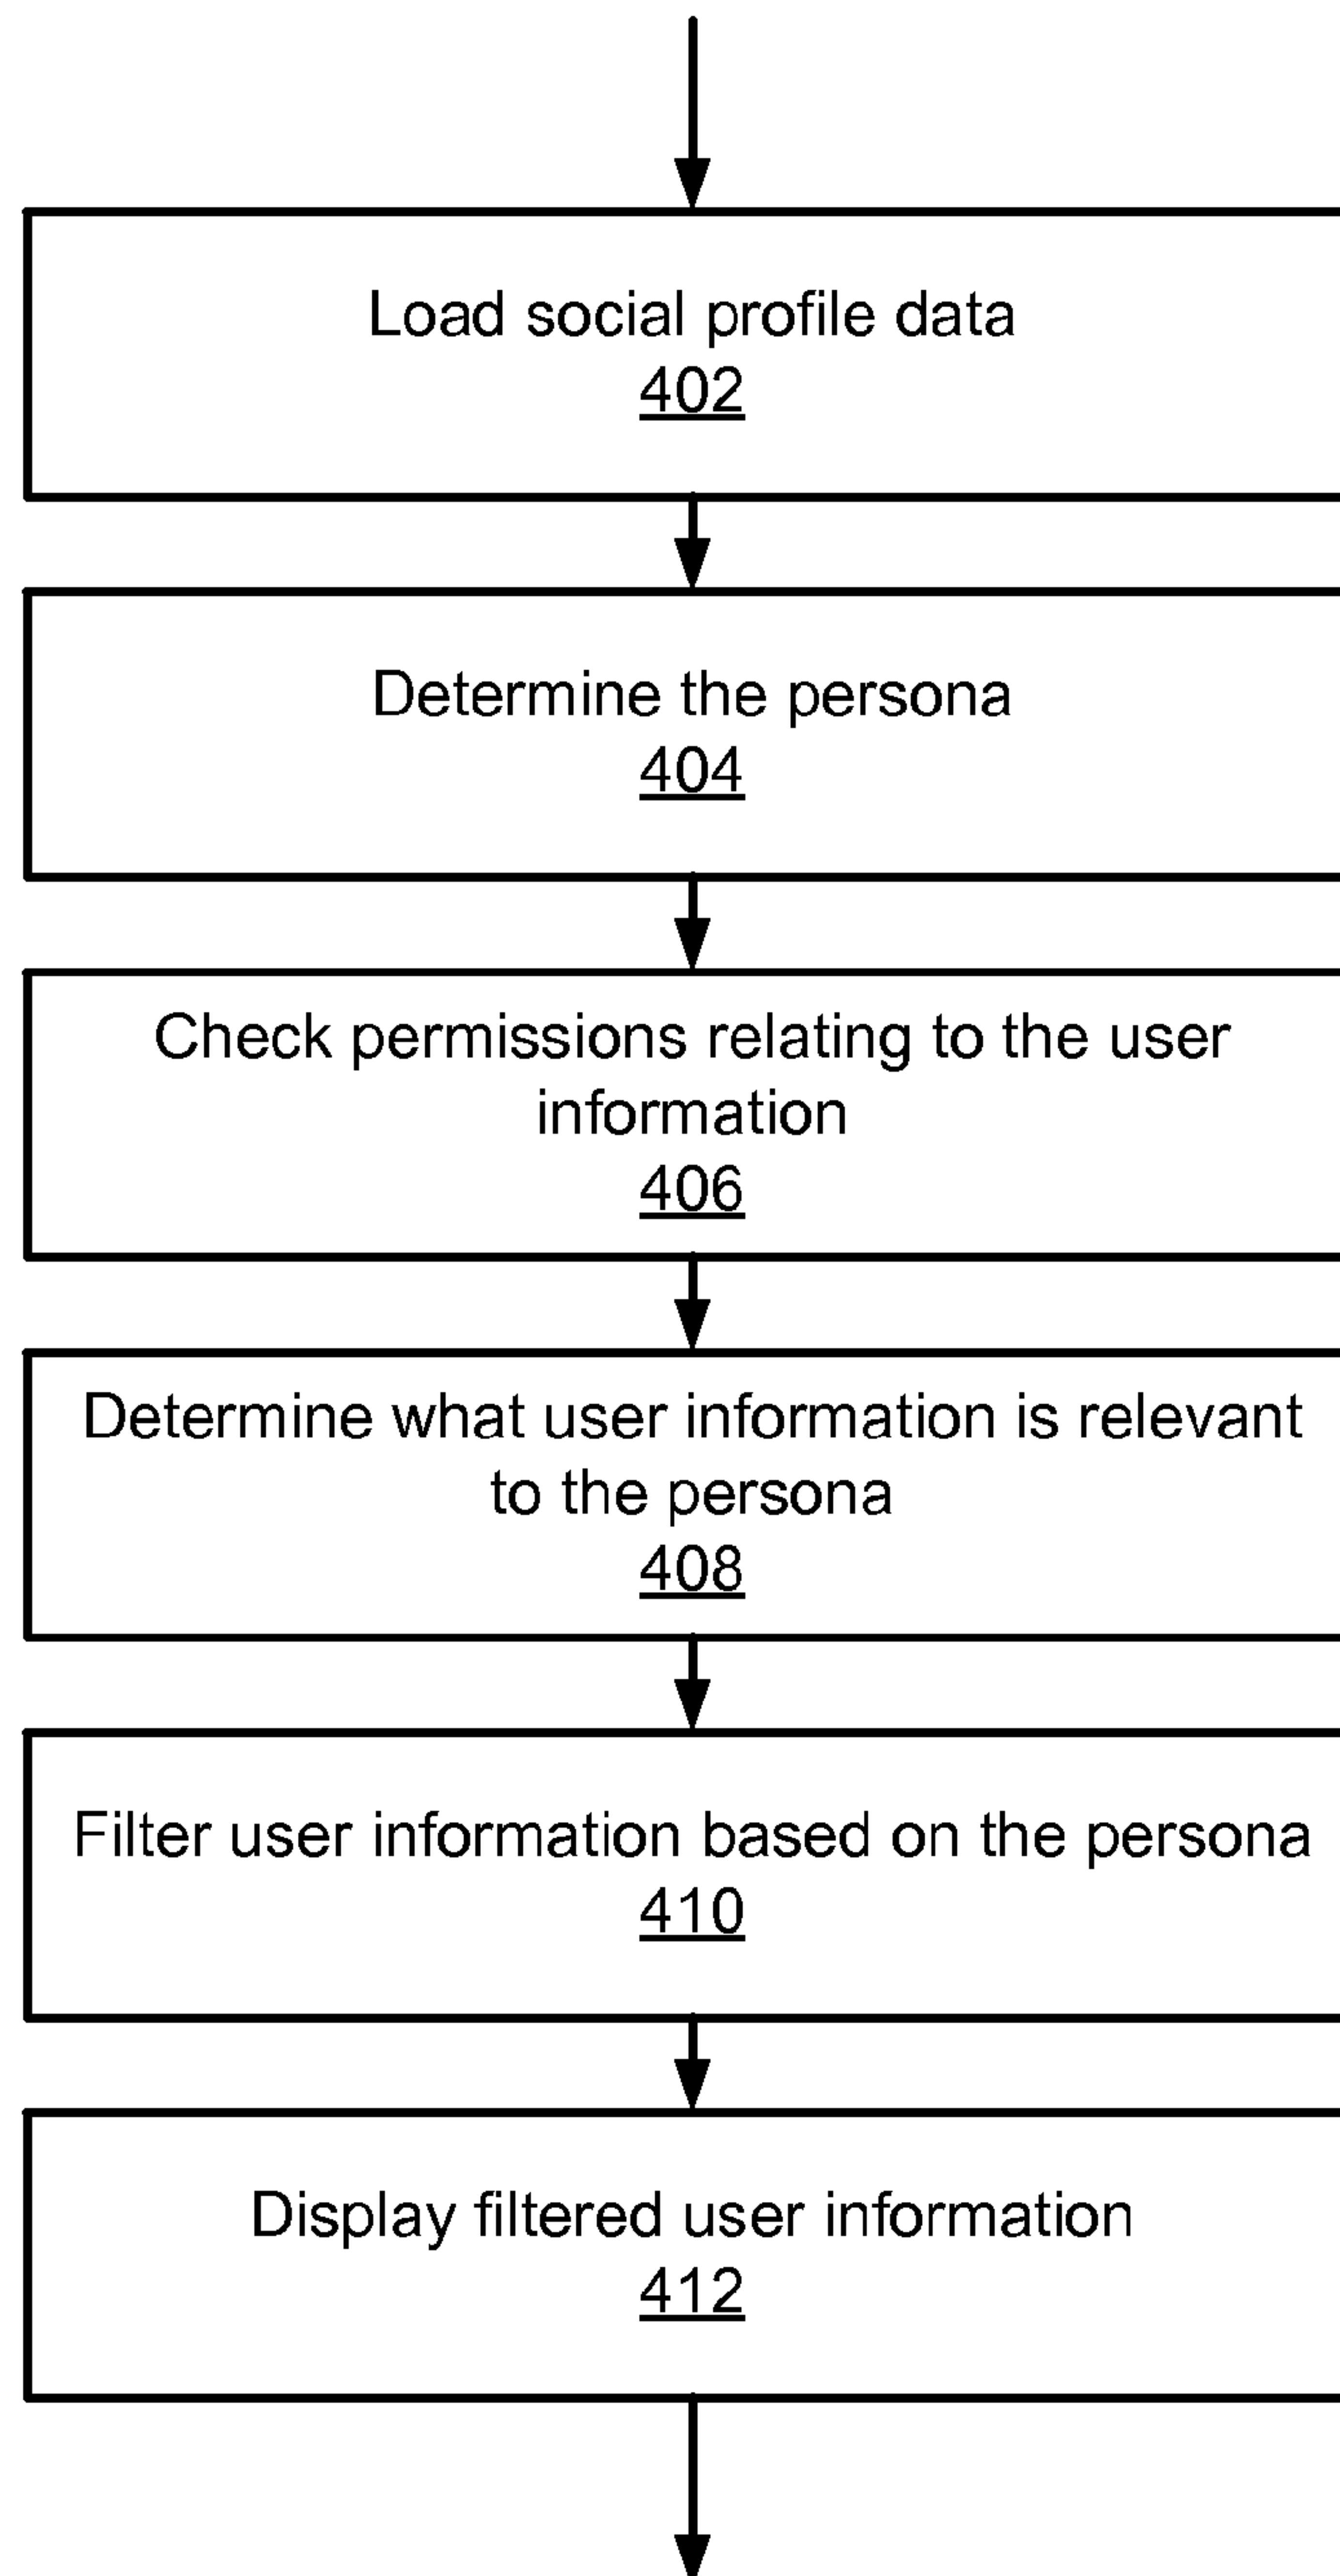 Load social profile data
402
Determine the persona
404
Check permissions relating to the user
information
406
Determine what user information is relevant
to the persona
408
Filter user information based on the persona
410
Display filtered user information
412